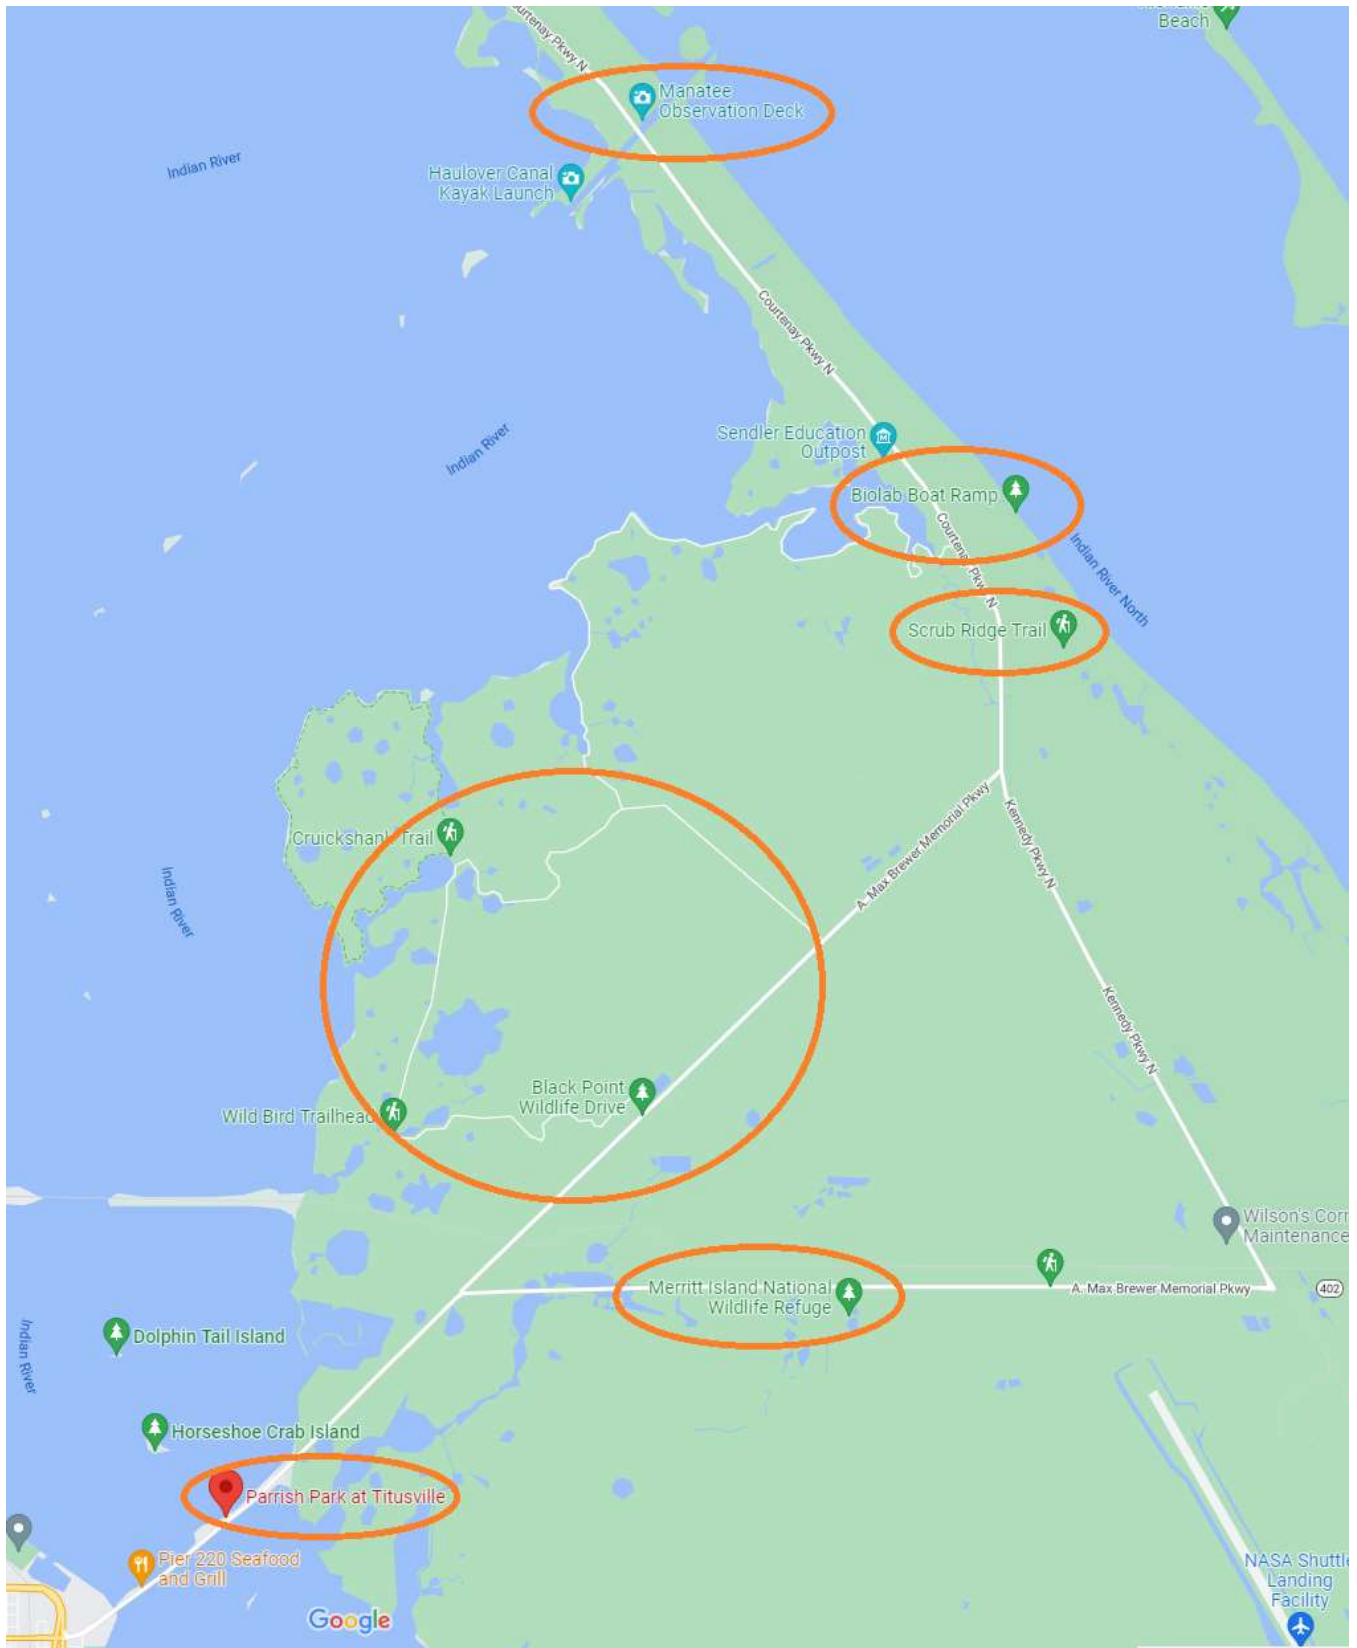 Courtenay Pkwy N
Beach
Manatee
Observation Deck
Indian River
Haulover Canal
Kayak Launch
Courtenay Pkwy N
Sendler Education
Outpost
Indian River
Biolab Boat Ramp
Courtenay Pkwy N
Indian River North
Scrub Ridge Trail
Cruickshank Trail
A. Max Brewer Memorial Pkwy
Kennedy Pkwy N
Indian River
Kennedy Pkwy N
Black Point
Wildlife Drive
Wild Bird Trailhead
Wilson's Corr
Maintenance
Merritt Island National
Wildlife Refuge
A. Max Brewer Memorial Pkwy
402
Dolphin Tail Island
Indian River
Horseshoe Crab Island
Parrish Park at Titusville
Pier 220 Seafood
and Grill
NASA Shuttle
Landing
Facility
Google